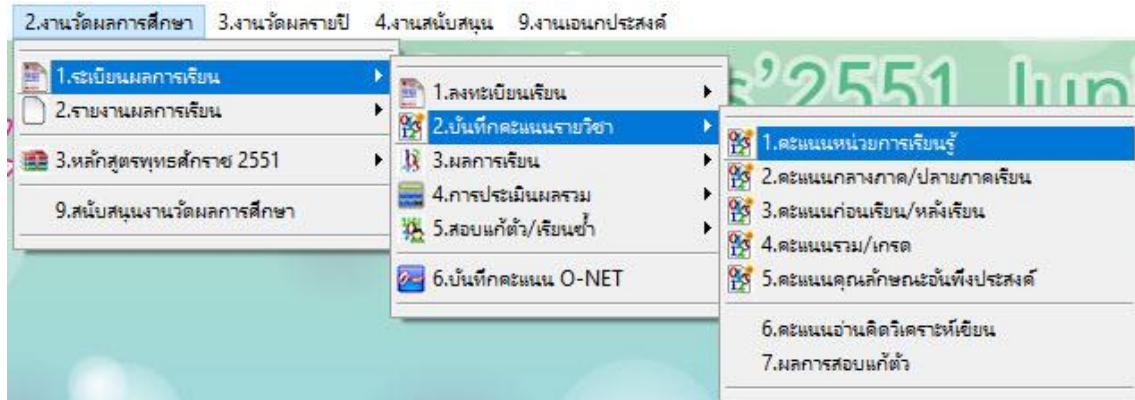 2.งานวัดผลการศึกษา 3.งานวัดผลรายปี 4.งานสนับสนุน 9.งานเอนกประสงค์
1.ระเบียนผลการเรียน
2.รายงานผลการเรียน
3.หลักสูตรพุทธศักราช 2551
9.สนับสนุนงานวัดผลการศึกษา
1.ลงทะเบียนเรียน
2.บันทึกคะแนนรายวิชา
3.ผลการเรียน
4.การประเมินผลรวม
5.สอบแก้ตัว/เรียนซ้ำ
6.บันทึกคะแนน O-NET
1.คะแนนหน่วยการเรียนรู้
2.คะแนนกลางภาค/ปลายภาคเรียน
3.คะแนนก่อนเรียน/หลังเรียน
4.คะแนนรวม/เกรด
5.คะแนนคุณลักษณะอันพึงประสงค์
6.คะแนนอ่านคิดวิเคราะห์เขียน
7.ผลการสอบแก้ตัว
s'2551